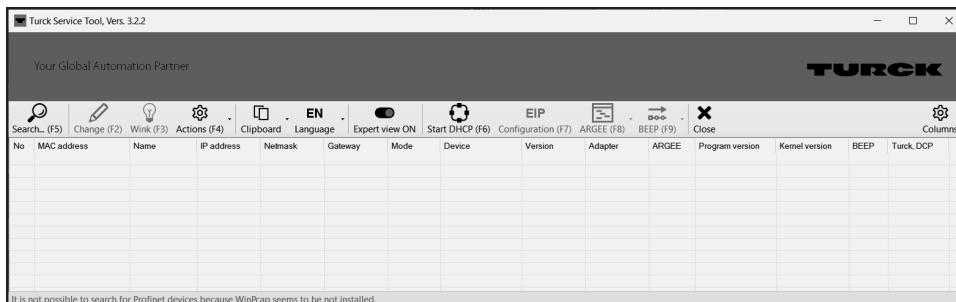 Turck Service Tool, Vers. 3.2.2
Your Global Automation Partner
TURCK
Search... (F5) Change (F2) Wink (F3) Actions (F4) Clipboard EN Language Expert view ON Start DHCP (F6) EIP Configuration (F7) ARGEE (F8) BEEP (F9) Close Columns
No MAC address Name IP address Netmask Gateway Mode Device Version Adapter ARGEE Program version Kernel version BEEP Turck, DCP
It is not possible to search for Profinet devices because WinPcap seems to be not installed.